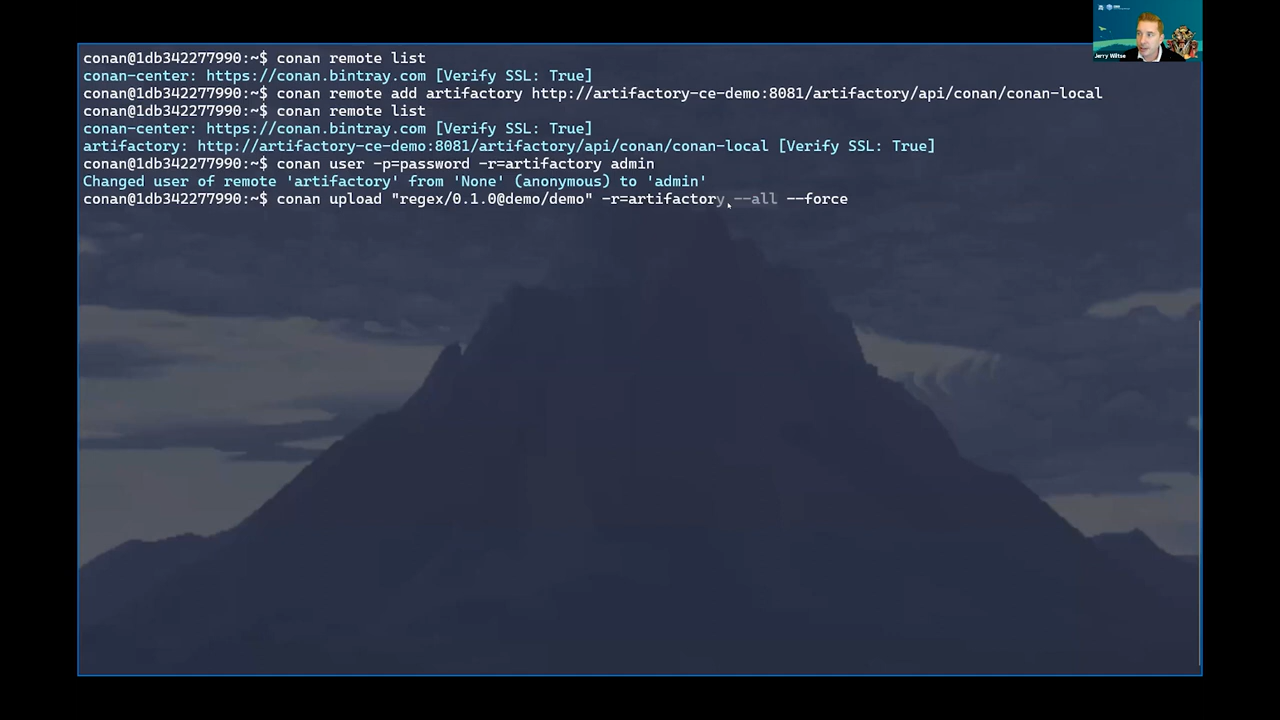 conan@1db342277990:~$ conan remote list
conan-center: https://conan.bintray.com [Verify SSL: True]
conan@1db342277990:~$ conan remote add artifactory http://artifactory-ce-demo:8081/artifactory/api/conan/conan-local
conan@1db342277990:~$ conan remote list
conan-center: https://conan.bintray.com [Verify SSL: True]
artifactory: http://artifactory-ce-demo:8081/artifactory/api/conan/conan-local [Verify SSL: True]
conan@1db342277990:~$ conan user -p=password -r=artifactory admin
Changed user of remote 'artifactory' from 'None' (anonymous) to 'admin'
conan@1db342277990:~$ conan upload "regex/0.1.0@demo/demo" -r=artifactory --all --force
Jerry Wiltse